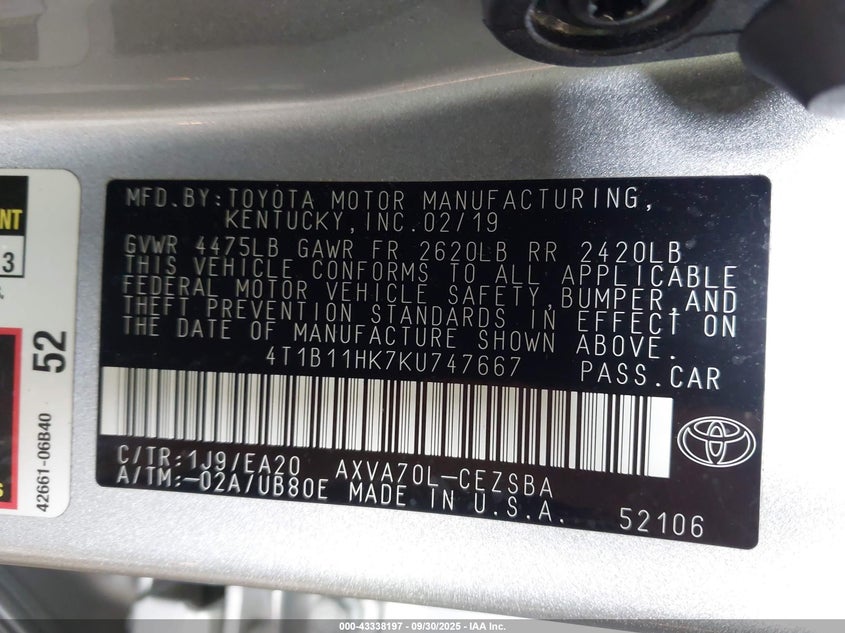 NT
3
52
42661-06B40
S
MFD.BY:TOYOTA MOTOR MANUFACTURING,
KENTUCKY,INC.02/19
GVWR 4475LB GAWR FR 2620LB RR 2420LB
THIS VEHICLE CONFORMS TO ALL APPLICABLE
FEDERAL MOTOR VEHICLE SAFETY,BUMPER,AND
THEFT PREVENTION STANDARDS IN EFFECT ON
THE DATE OF MANUFACTURE SHOWN ABOVE.
4T1B11HK7KU747667 PASS.CAR
C/TR:1J9/EA20 AXVA70L-CEZSBA
A/TM:-02A/UB80E MADE IN U.S.A. 52106
000-43338197 - 09/30/2025 - IAA Inc.